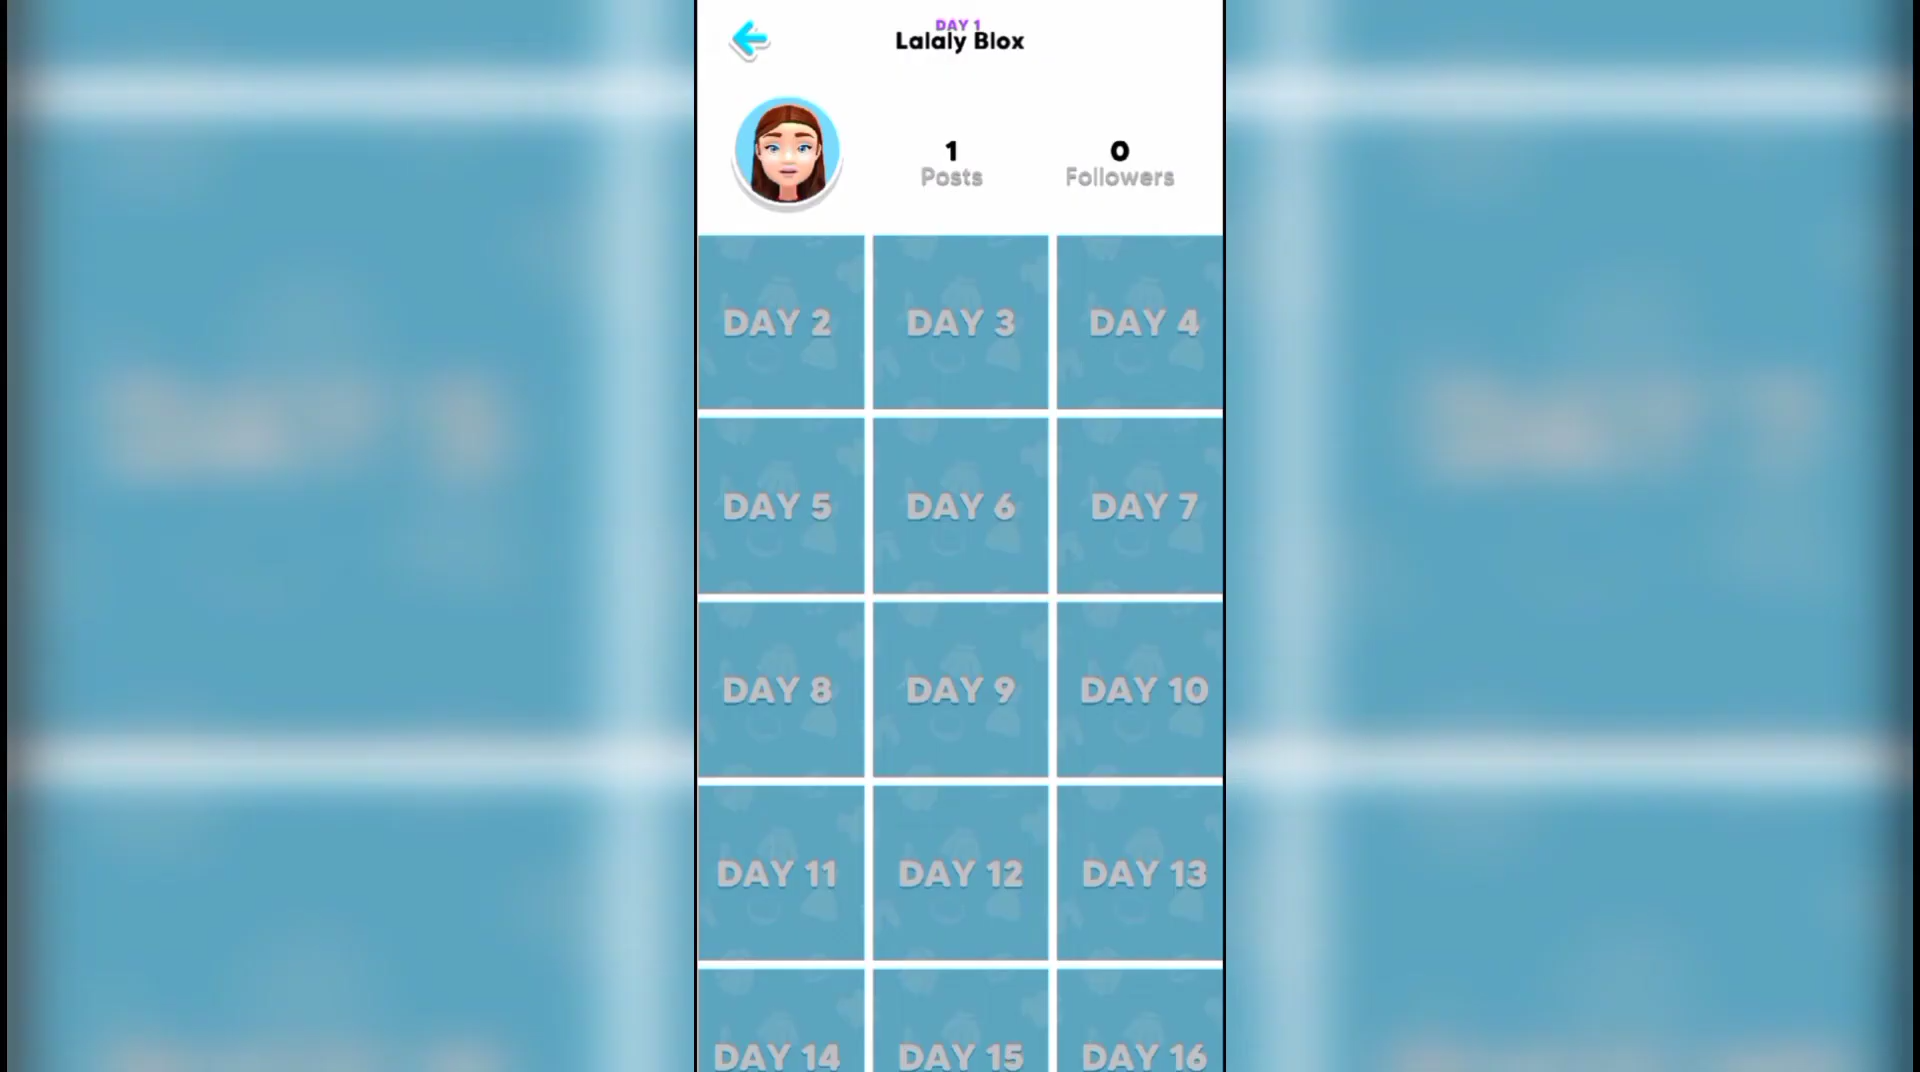 DAY 1
Lalaly Blox
1
Posts
0
Followers
DAY 2
DAY 3
DAY 4
DAY 5
DAY 6
DAY 7
DAY 8
DAY 9
DAY 10
DAY 11
DAY 12
DAY 13
DAY 14
DAY 15
DAY 16